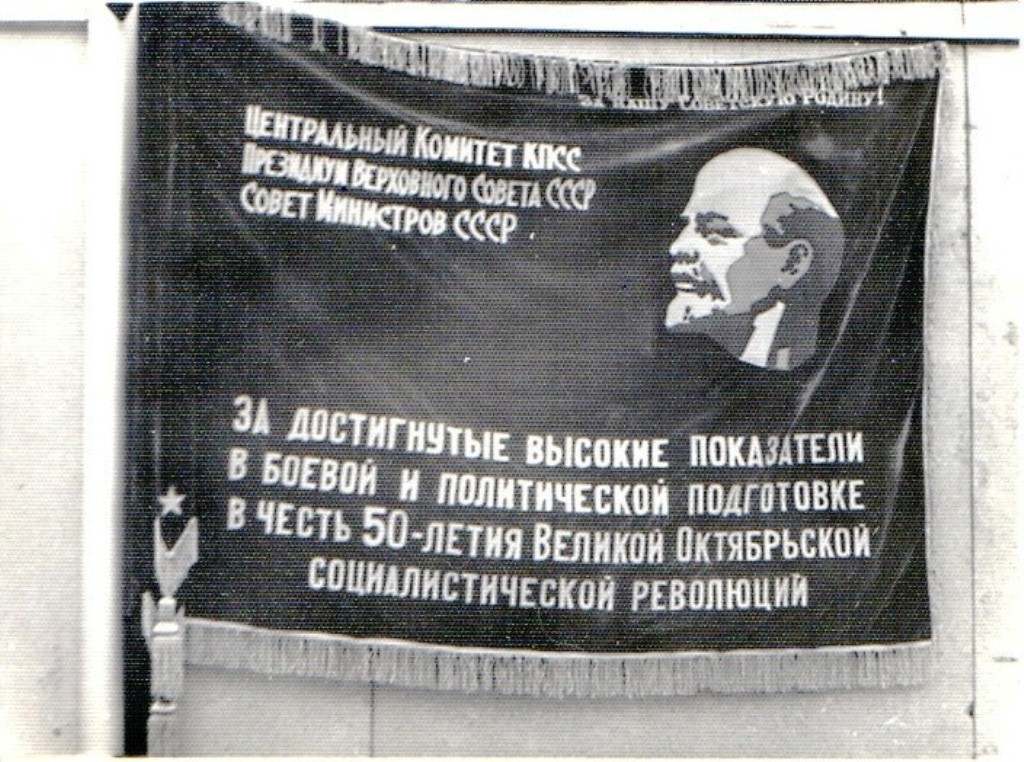 За нашу Советскую Родину!
Центральный Комитет КПСС
Президиум Верховного Совета СССР
Совет Министров СССР
ЗА ДОСТИГНУТЫЕ ВЫСОКИЕ ПОКАЗАТЕЛИ
В БОЕВОЙ И ПОЛИТИЧЕСКОЙ ПОДГОТОВКЕ
В ЧЕСТЬ 50-ЛЕТИЯ ВЕЛИКОЙ ОКТЯБРЬСКОЙ
СОЦИАЛИСТИЧЕСКОЙ РЕВОЛЮЦИИ